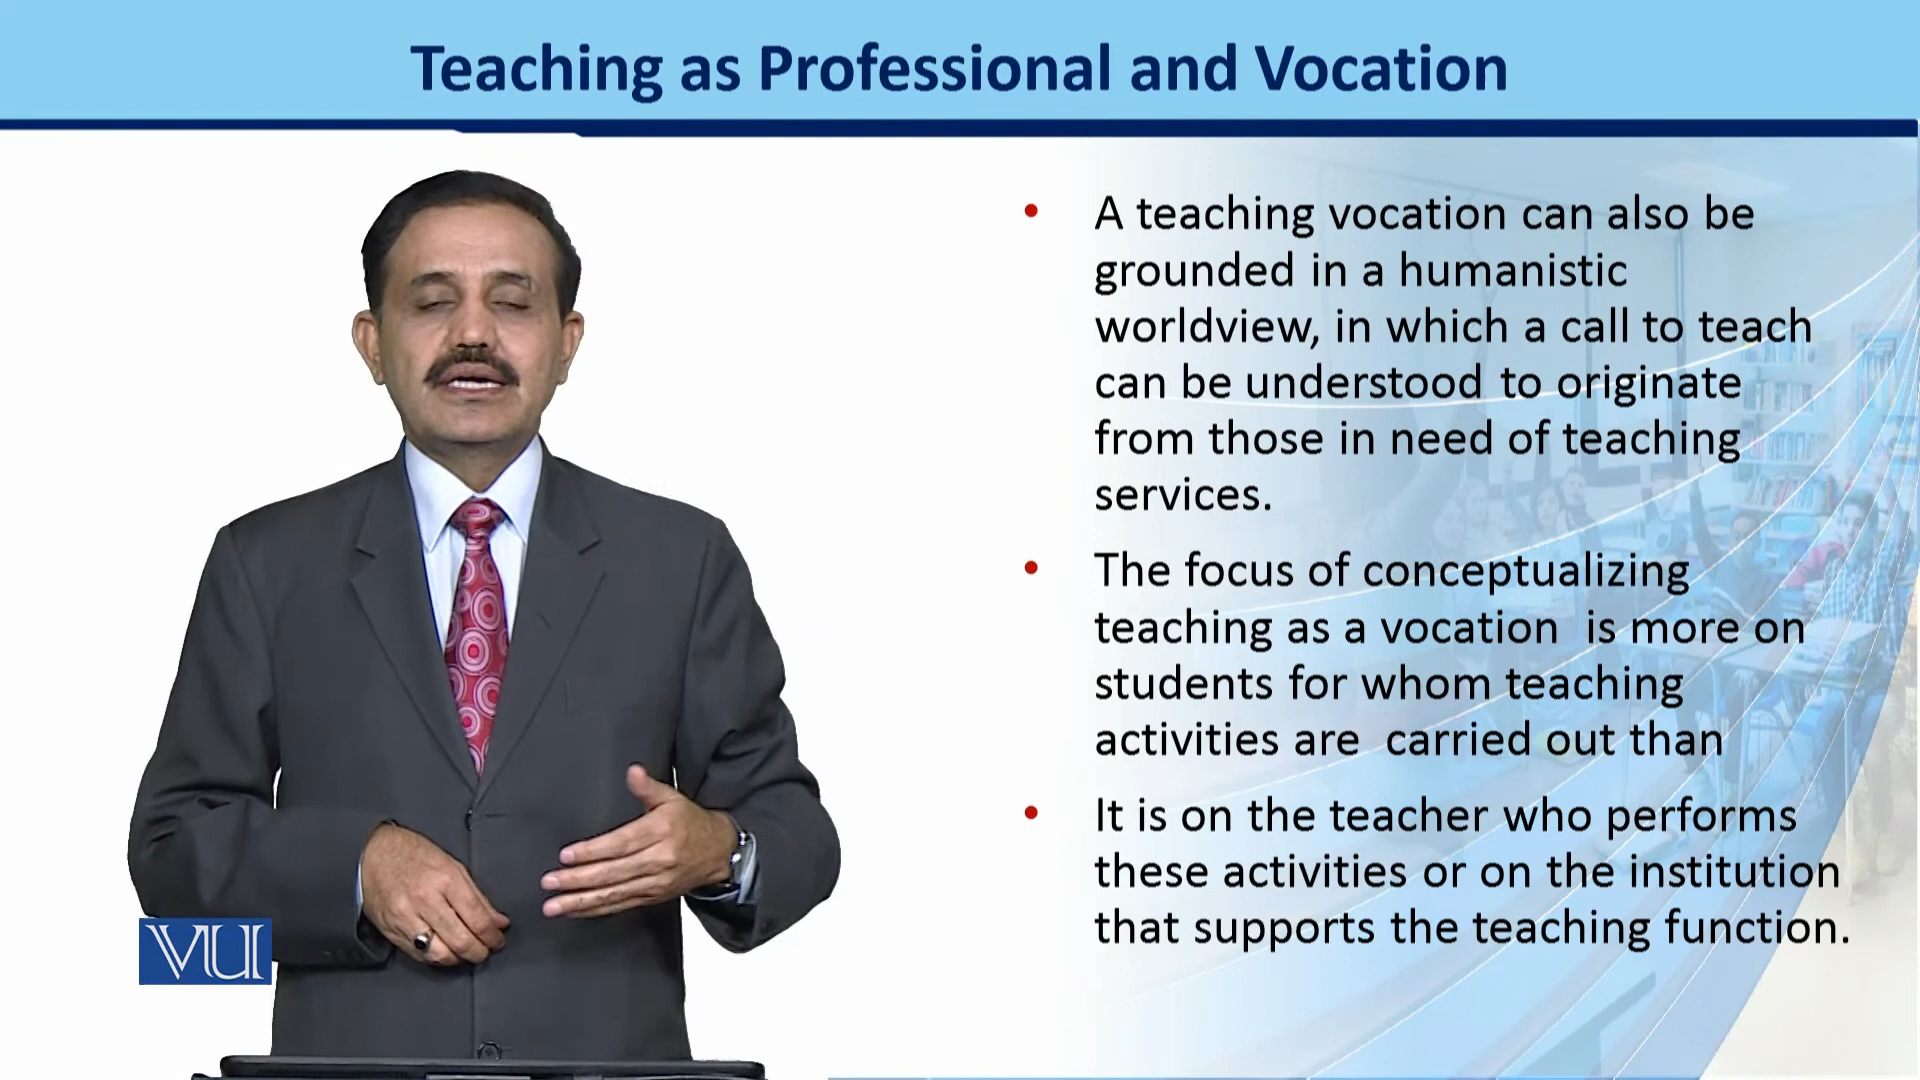 Teaching as Professional and Vocation
• A teaching vocation can also be
grounded in a humanistic
worldview, in which a call to teach
can be understood to originate
from those in need of teaching
services.
• The focus of conceptualizing
teaching as a vocation  is more on
students for whom teaching
activities are  carried out than
• It is on the teacher who performs
these activities or on the institution
that supports the teaching function.
VU